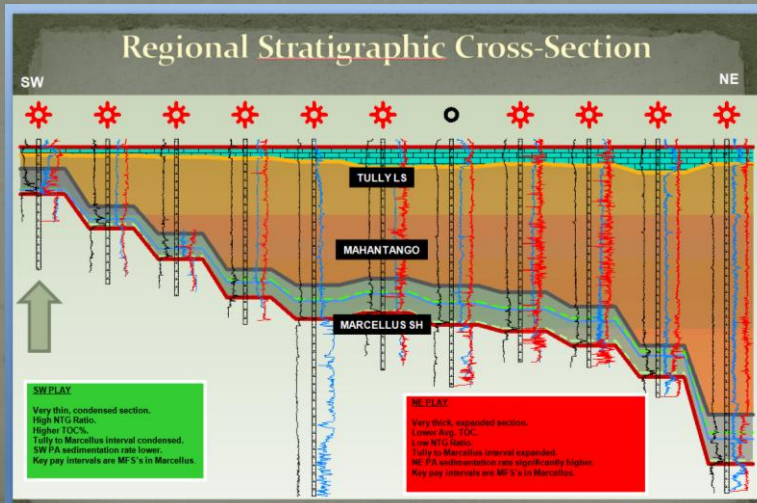 Regional Stratigraphic Cross-Section
SW
NE
TULLY LS
MAHANTANGO
MARCELLUS SH
SW PLAY
Very thin, condensed section.
High NTG Ratio.
Higher TOC%.
Tully to Marcellus interval condensed.
SW PA sedimentation rate lower.
Key pay intervals are MFS's in Marcellus.
NE PLAY
Very thick, expanded section.
Lower Avg. TOC.
Low NTG Ratio.
Tully to Marcellus interval expanded.
NE PA sedimentation rate significantly higher.
Key pay intervals are MFS's in Marcellus.